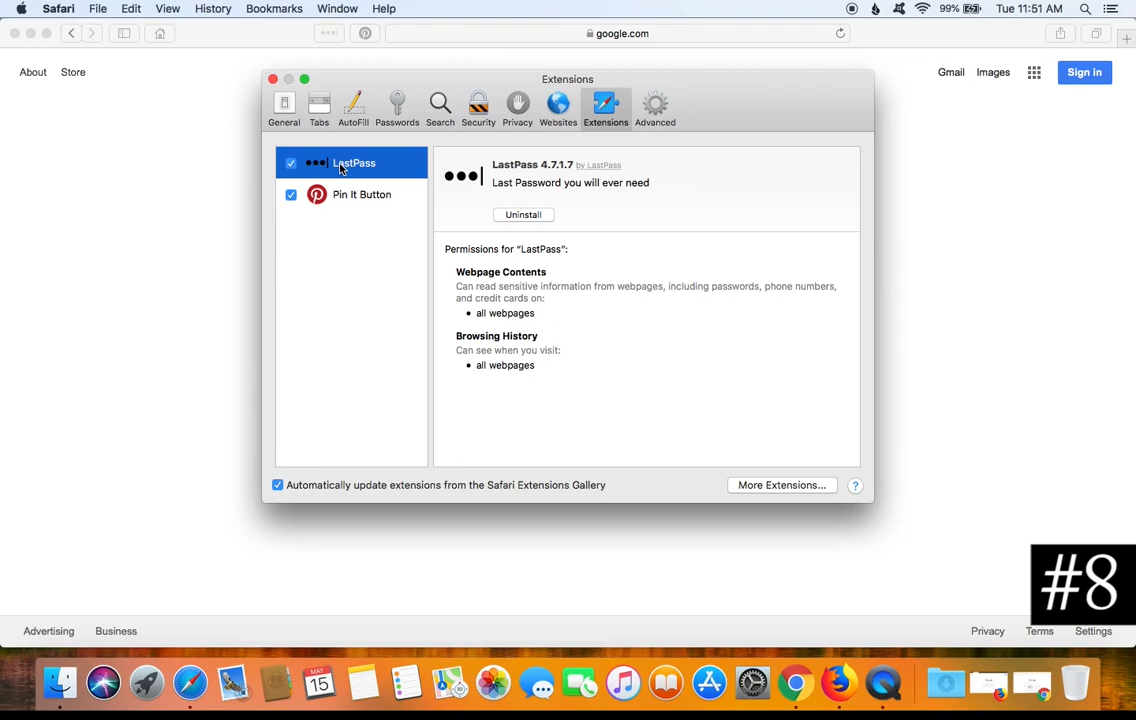 Safari File Edit View History Bookmarks Window Help 99% Tue 11:51 AM
google.com
About Store Gmail Images Sign in
Extensions
General Tabs AutoFill Passwords Search Security Privacy Websites Extensions Advanced
LastPass
Pin It Button
LastPass 4.7.1.7 by LastPass
Last Password you will ever need
Uninstall
Permissions for “LastPass”:
Webpage Contents
Can read sensitive information from webpages, including passwords, phone numbers,
and credit cards on:
• all webpages
Browsing History
Can see when you visit:
• all webpages
Automatically update extensions from the Safari Extensions Gallery More Extensions... ?
#8
Advertising Business Privacy Terms Settings
MAY
15